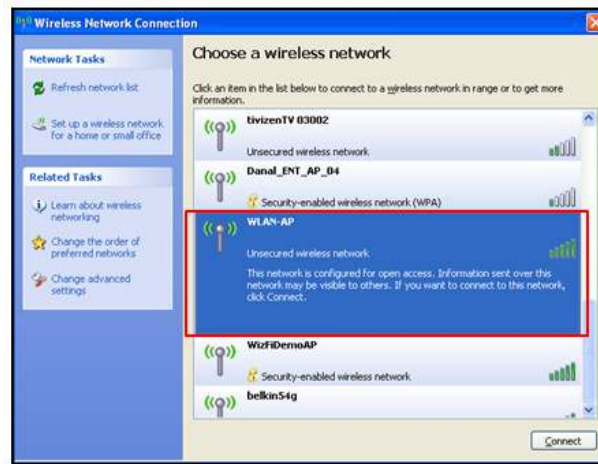 Wireless Network Connection
Network Tasks
Refresh network list
Set up a wireless network
for a home or small office
Related Tasks
Learn about wireless
networking
Change the order of
preferred networks
Change advanced
settings
Choose a wireless network
Click an item in the list below to connect to a wireless network in range or to get more
information.
tivizenTV 03002
Unsecured wireless network
Danal_ENT_AP_04
Security-enabled wireless network (WPA)
WLAN-AP
Unsecured wireless network
This network is configured for open access. Information sent over this
network may be visible to others. If you want to connect to this network,
click Connect.
WizFiDemoAP
Security-enabled wireless network
belkin54g
Connect